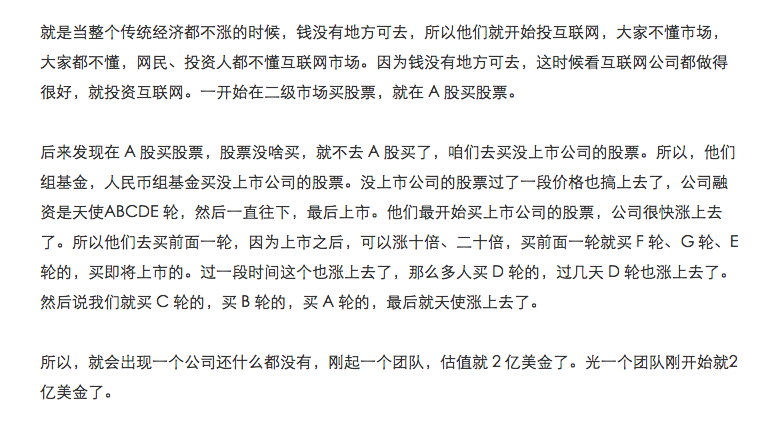 就是当整个传统经济都不涨的时候，钱没有地方可去，所以他们就开始投互联网，大家不懂市场，
大家都不懂，网民、投资人都不懂互联网市场。因为钱没有地方可去，这时候看互联网公司都做得
很好，就投资互联网。一开始在二级市场买股票，就在 A 股买股票。
后来发现在 A 股买股票，股票没啥买，就不去 A 股买了，咱们去买没上市公司的股票。所以，他们
组基金，人民币组基金买没上市公司的股票。没上市公司的股票过了一段价格也搞上去了，公司融
资是天使ABCDE 轮，然后一直往下，最后上市。他们最开始买上市公司的股票，公司很快涨上去
了。所以他们去买前面一轮，因为上市之后，可以涨十倍、二十倍，买前面一轮就买 F 轮、G 轮、E
轮的，买即将上市的。过一段时间这个也涨上去了，那么多人买 D 轮的，过几天 D 轮也涨上去了。
然后说我们就买 C 轮的，买 B 轮的，买 A 轮的，最后就天使涨上去了。
所以，就会出现一个公司还什么都没有，刚起一个团队，估值就 2 亿美金了。光一个团队刚开始就2
亿美金了。